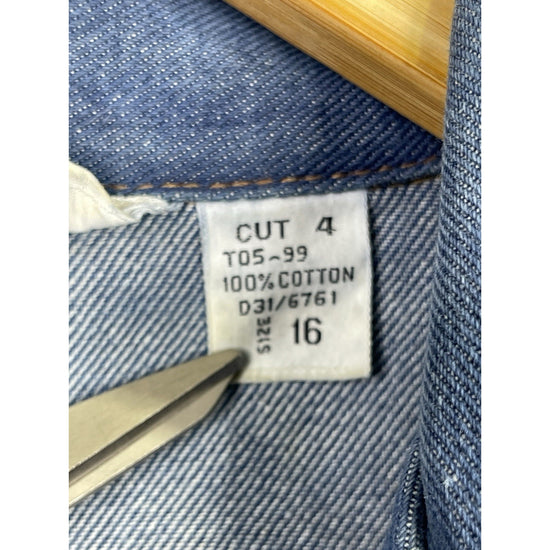 CUT 4
T05-99
100% COTTON
D31/6761
SIZE 16